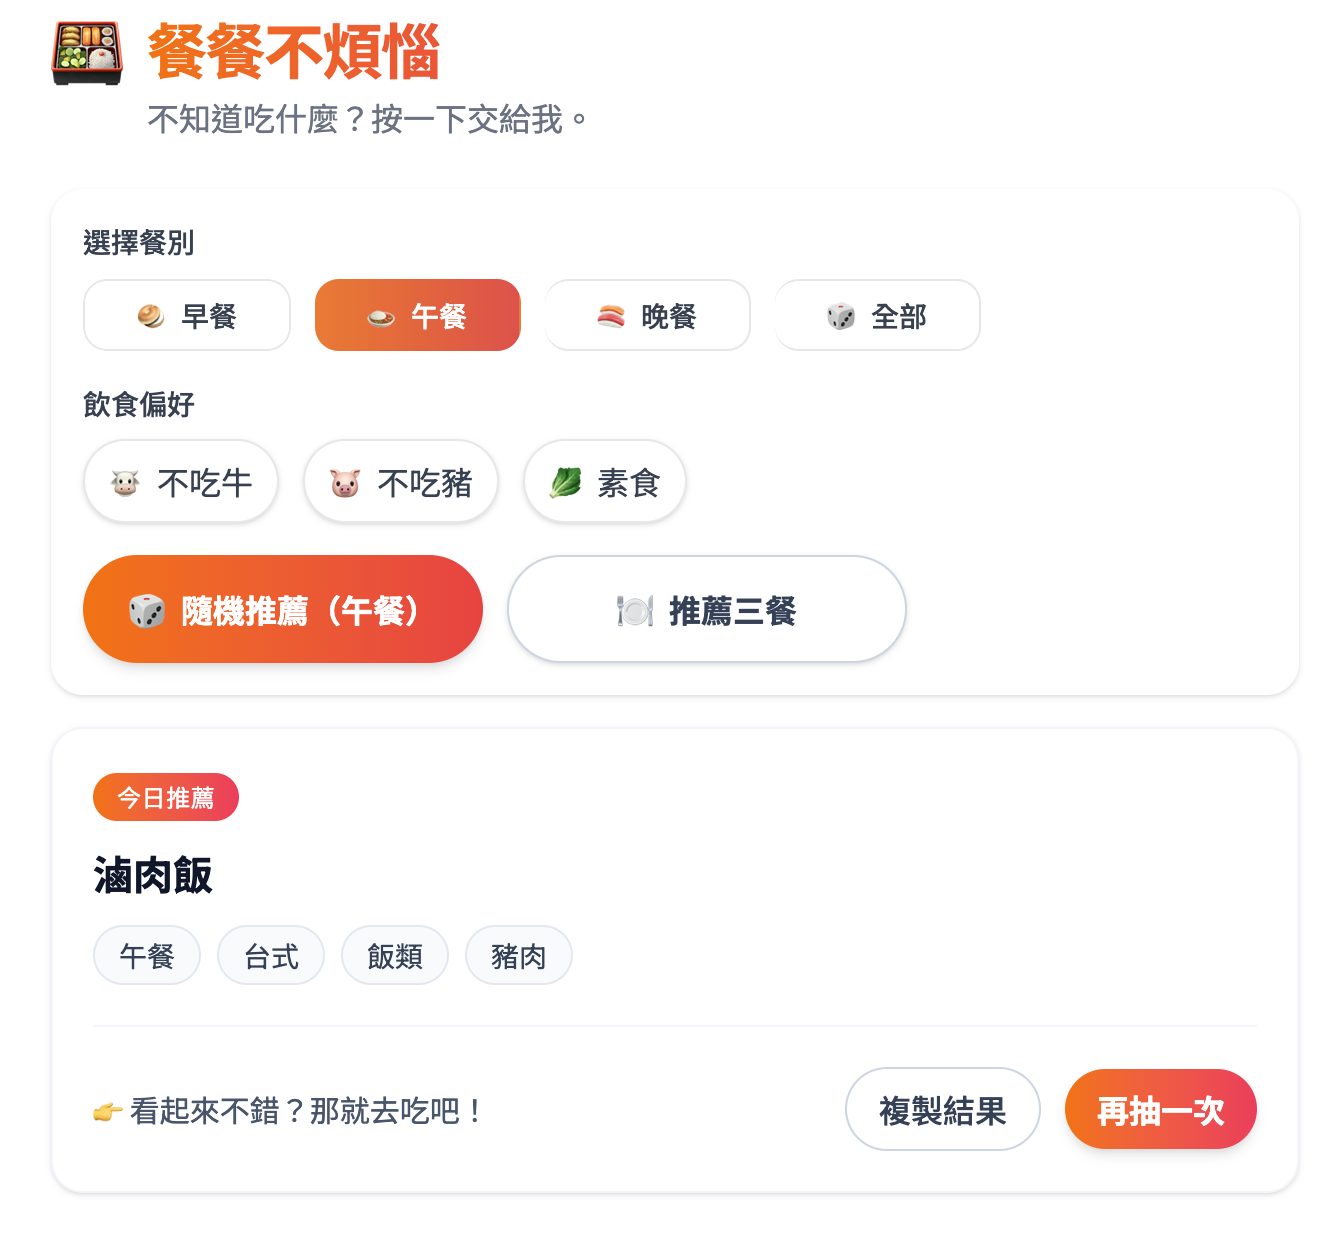 餐餐不煩惱
不知道吃什麼？按一下交給我。
選擇餐別
早餐 午餐 晚餐 全部
飲食偏好
不吃牛 不吃豬 素食
隨機推薦（午餐） 推薦三餐
今日推薦
滷肉飯
午餐 台式 飯類 豬肉
👉 看起來不錯？那就去吃吧！ 複製結果 再抽一次